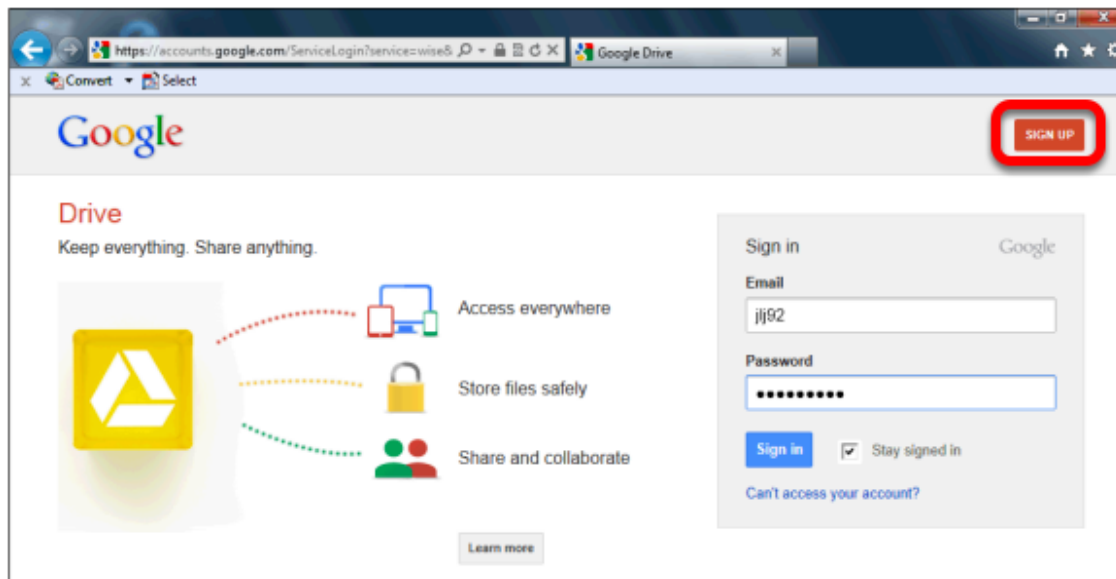 https://accounts.google.com/ServiceLogin?service=wise&
Google Drive
Convert
Select
Google
SIGN UP
Drive
Keep everything. Share anything.
Access everywhere
Store files safely
Share and collaborate
Learn more
Sign in
Google
Email
jlj92
Password
•••••••••
Sign in
Stay signed in
Can't access your account?